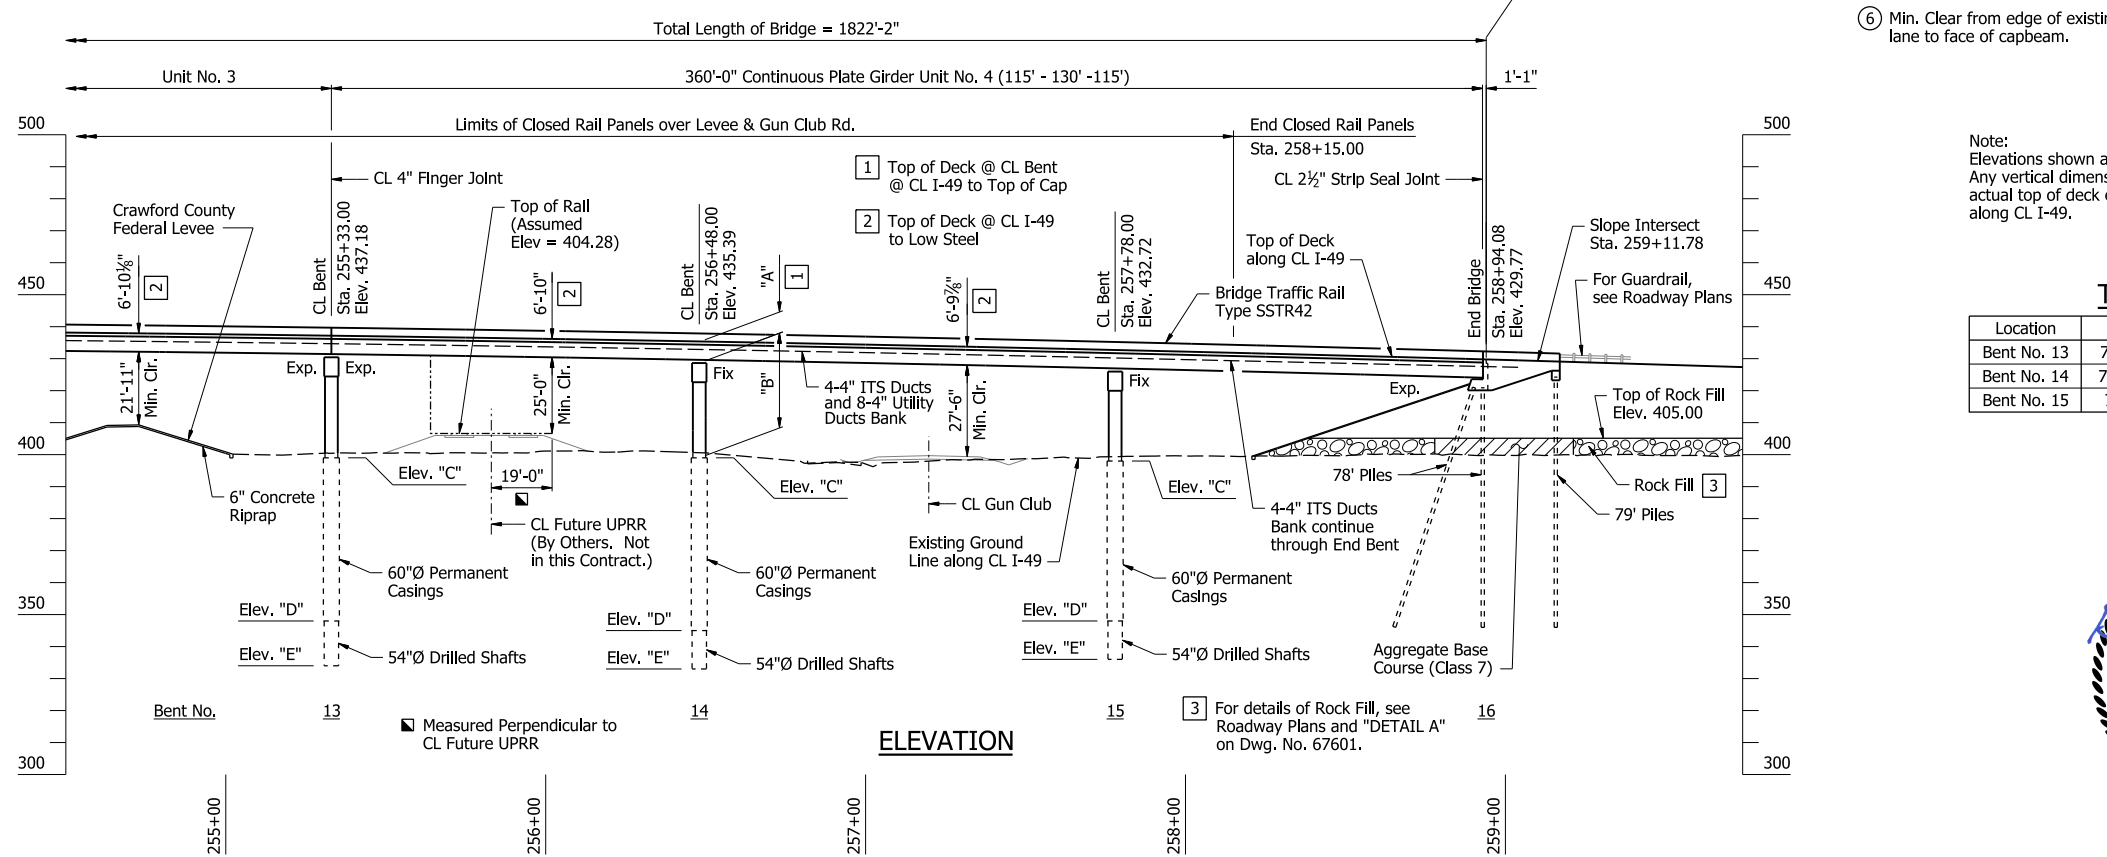 Total Length of Bridge = 1822'-2"
Unit No. 3
360'-0" Continuous Plate Girder Unit No. 4 (115' - 130' -115')
1'-1"
Limits of Closed Rail Panels over Levee & Gun Club Rd.
End Closed Rail Panels
Sta. 258+15.00
6 Min. Clear from edge of existin
lane to face of capbeam.
Note:
Elevations shown a
Any vertical dimens
actual top of deck e
along CL I-49.
500
450
400
350
300
500
450
400
350
300
CL 4" Finger Joint
1 Top of Deck @ CL Bent
@ CL I-49 to Top of Cap
2 Top of Deck @ CL I-49
to Low Steel
CL 2½" Strip Seal Joint
Crawford County
Federal Levee
Top of Rail
(Assumed
Elev = 404.28)
CL Bent
Sta. 255+33.00
Elev. 437.18
CL Bent
Sta. 256+48.00
Elev. 435.39
CL Bent
Sta. 257+78.00
Elev. 432.72
End Bridge
Sta. 258+94.08
Elev. 429.77
Slope Intersect
Sta. 259+11.78
For Guardrail,
see Roadway Plans
Top of Deck
along CL I-49
Bridge Traffic Rail
Type SSTR42
6'-10⅛"
2
6'-10"
2
"A"
1
6'-9⅞"
2
21'-11"
Min. Clr.
Exp.
Exp.
25'-0"
Min. Clr.
Fix
"B"
4-4" ITS Ducts
and 8-4" Utility
Ducts Bank
27'-6"
Min. Clr.
Fix
Exp.
Top of Rock Fill
Elev. 405.00
Location
Bent No. 13 7
Bent No. 14 7
Bent No. 15 7
T
Elev. "C"
19'-0"
Elev. "C"
Elev. "C"
78' Piles
Rock Fill 3
79' Piles
6" Concrete
Riprap
CL Future UPRR
(By Others. Not
in this Contract.)
CL Gun Club
Existing Ground
Line along CL I-49
4-4" ITS Ducts
Bank continue
through End Bent
60"Ø Permanent
Casings
60"Ø Permanent
Casings
60"Ø Permanent
Casings
Elev. "D"
Elev. "D"
Elev. "D"
Elev. "E"
54"Ø Drilled Shafts
Elev. "E"
54"Ø Drilled Shafts
Elev. "E"
54"Ø Drilled Shafts
Aggregate Base
Course (Class 7)
Bent No.
13
14
15
16
Measured Perpendicular to
CL Future UPRR
3 For details of Rock Fill, see
Roadway Plans and "DETAIL A"
on Dwg. No. 67601.
ELEVATION
255+00
256+00
257+00
258+00
259+00